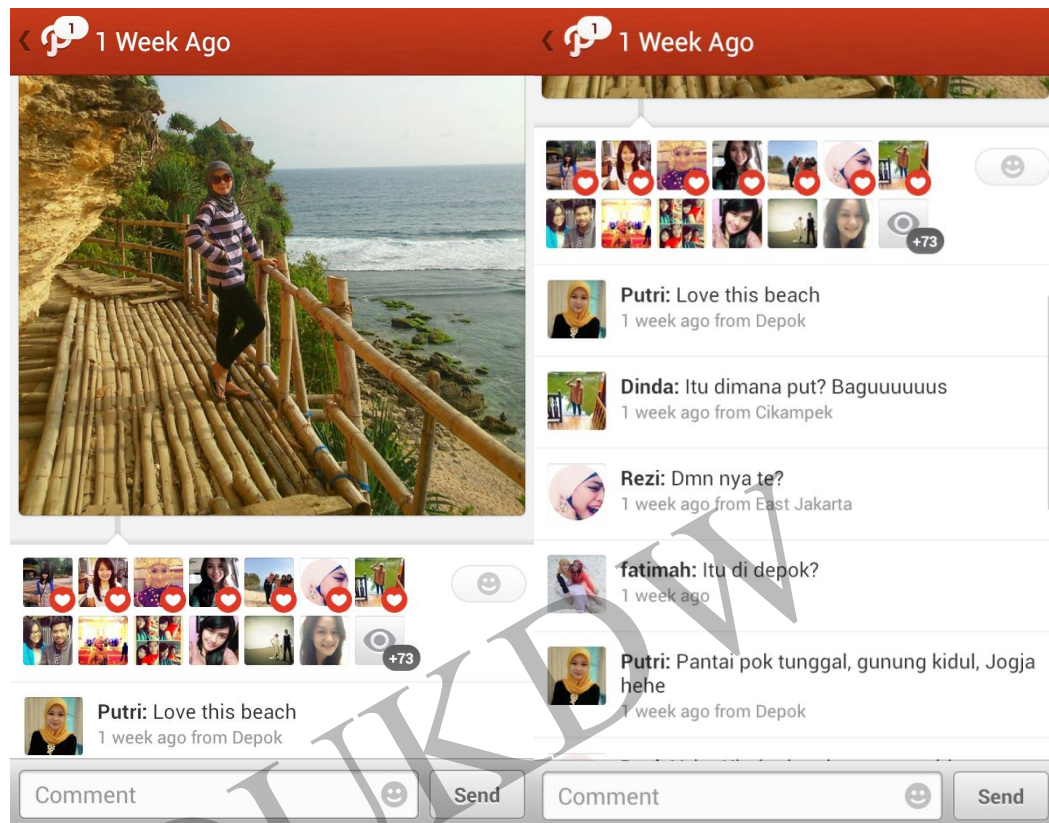 1
1 Week Ago
+73
Putri: Love this beach
1 week ago from Depok
Comment
Send
1
1 Week Ago
+73
Putri: Love this beach
1 week ago from Depok
Dinda: Itu dimana put? Baguuuuuus
1 week ago from Cikampek
Rezi: Dmn nya te?
1 week ago from East Jakarta
fatimah: Itu di depok?
1 week ago
Putri: Pantai pok tunggal, gunung kidul, Jogja
hehe
1 week ago from Depok
Comment
Send
UKDW